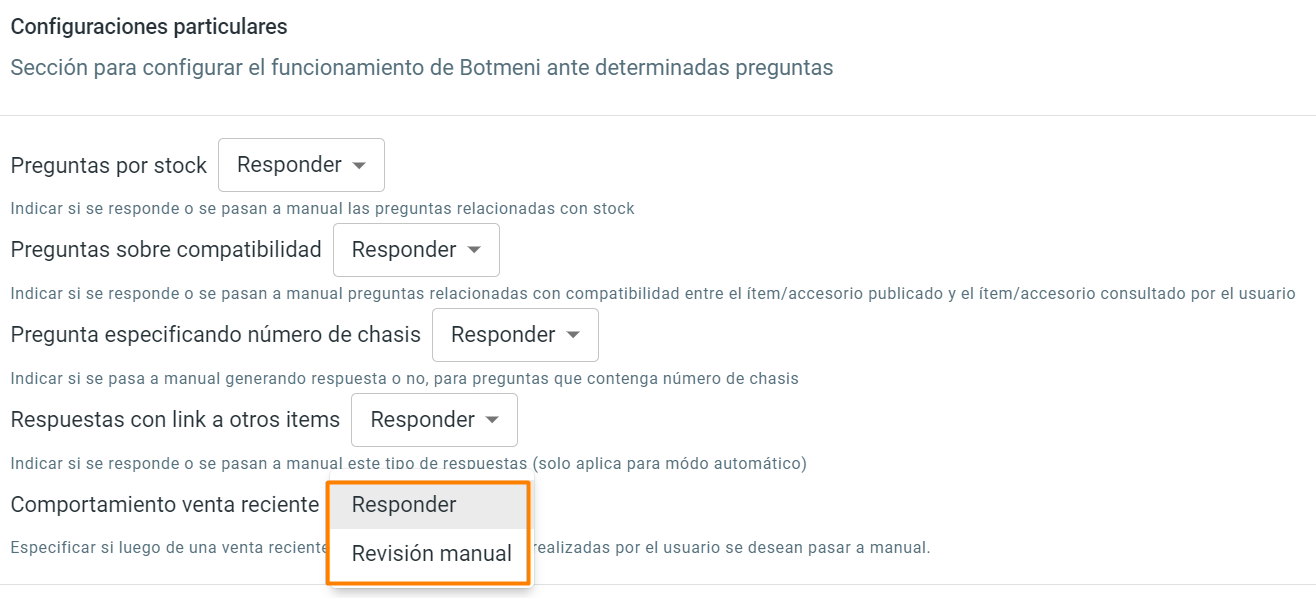 Configuraciones particulares
Sección para configurar el funcionamiento de Botmeni ante determinadas preguntas
Preguntas por stock Responder
Indicar si se responde o se pasan a manual las preguntas relacionadas con stock
Preguntas sobre compatibilidad Responder
Indicar si se responde o se pasan a manual preguntas relacionadas con compatibilidad entre el ítem/accesorio publicado y el ítem/accesorio consultado por el usuario
Pregunta especificando número de chasis Responder
Indicar si se pasa a manual generando respuesta o no, para preguntas que contenga número de chasis
Respuestas con link a otros items Responder
Indicar si se responde o se pasan a manual este tipo de respuestas (solo aplica para módo automático)
Comportamiento venta reciente Responder
Especificar si luego de una venta reciente Revisión manual realizadas por el usuario se desean pasar a manual.